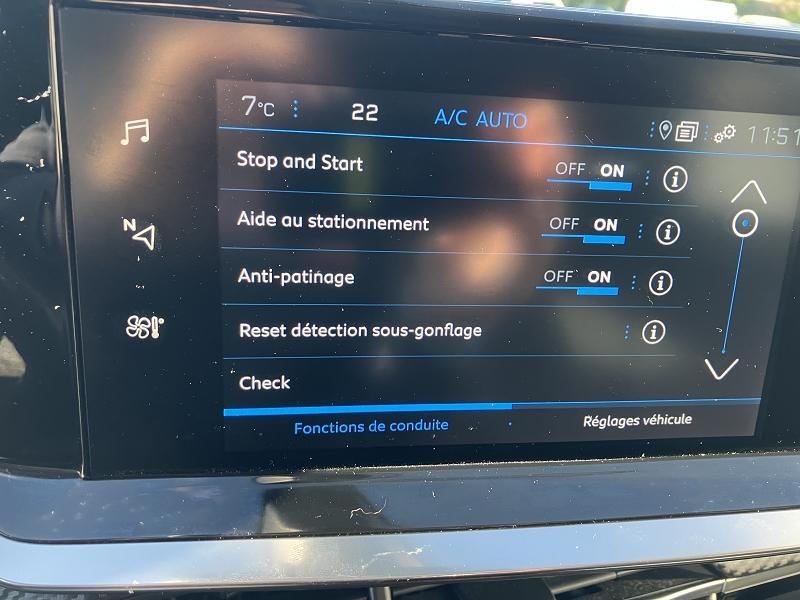 7°C 22 A/C AUTO 11:51
Stop and Start OFF ON i
N
Aide au stationnement OFF ON i
Anti-patinage OFF ON i
Reset détection sous-gonflage i
Check
Fonctions de conduite Réglages véhicule